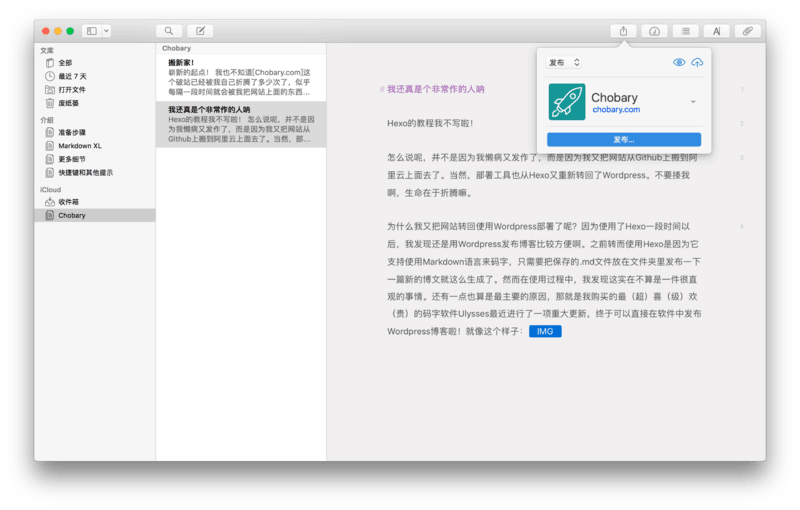 文库
全部
最近 7 天
打开文件
废纸篓
介绍
准备步骤
Markdown XL
更多细节
快捷键和其他提示
iCloud
收件箱
Chobary
Chobary
搬新家！
崭新的起点！ 我也不知道[Chobary.com]这
个破站已经被我自己折腾了多少次了，似乎
每隔一段时间就会被我把网站上面的东西...
我还真是个非常作的人呐
Hexo的教程我不写啦！ 怎么说呢，并不是因
为我懒病又发作了，而是因为我又把网站从
Github上搬到阿里云上面去了。当然，部...
A|
发布
Chobary
chobary.com
发布...
# 我还真是个非常作的人呐
1
Hexo的教程我不写啦！
2
怎么说呢，并不是因为我懒病又发作了，而是因为我又把网站从Github上搬到阿
3
里云上面去了。当然，部署工具也从Hexo又重新转回了Wordpress。不要揍我
啊，生命在于折腾嘛。
为什么我又把网站转回使用Wordpress部署了呢？因为使用了Hexo一段时间以
4
后，我发现还是用Wordpress发布博客比较方便啊。之前转而使用Hexo是因为它
支持使用Markdown语言来码字，只需要把保存的.md文件放在文件夹里发布一下
一篇新的博文就这么生成了。然而在使用过程中，我发现这实在不算是一件很直
观的事情。还有一点也算是最主要的原因，那就是我购买的最（超）喜（级）欢
（贵）的码字软件Ulysses最近进行了一项重大更新，终于可以直接在软件中发布
Wordpress博客啦！就像这个样子： IMG